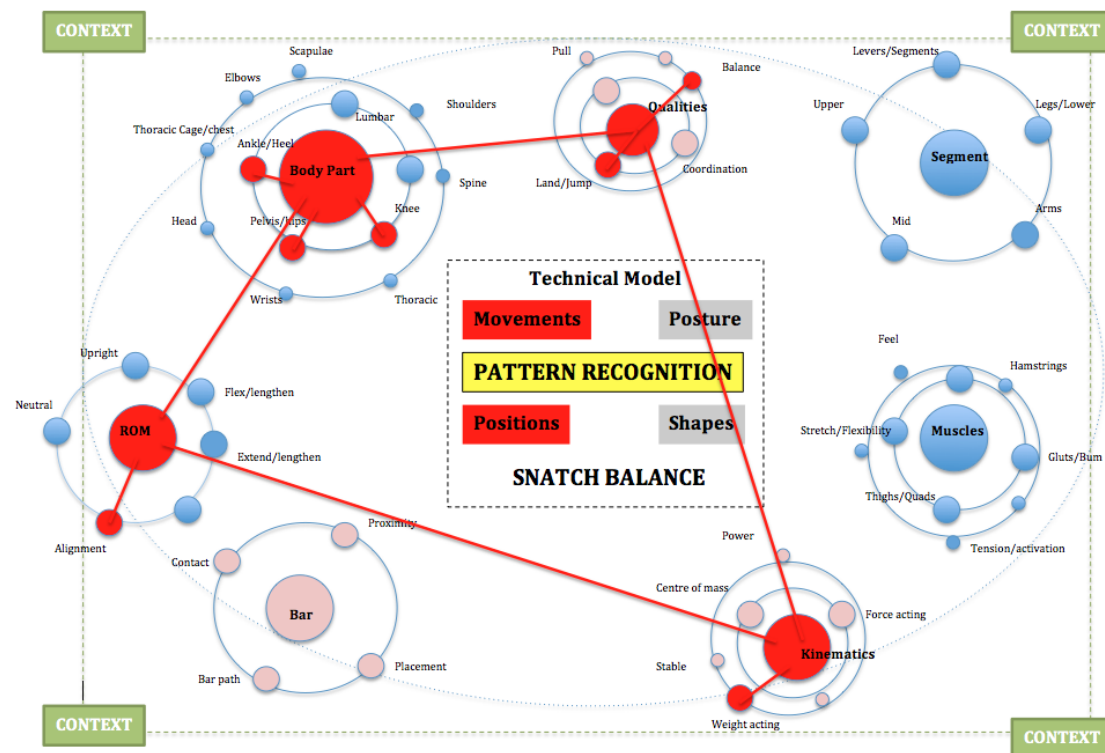 CONTEXT
CONTEXT
Scapulae
Pull
Levers/Segments
Elbows
Balance
Shoulders
Upper
Legs/Lower
Qualities
Lumbar
Thoracic Cage/chest
Ankle/Heel
Body Part
Segment
Land/Jump
Coordination
Spine
Head
Pelvis/hips
Knee
Arms
Mid
Wrists
Thoracic
Technical Model
Movements
Posture
PATTERN RECOGNITION
Positions
Shapes
SNATCH BALANCE
Upright
Feel
Hamstrings
Neutral
Flex/lengthen
ROM
Stretch/Flexibility
Muscles
Extend/lengthen
Gluts/Bum
Thighs/Quads
Alignment
Proximity
Power
Tension/activation
Contact
Centre of mass
Bar
Force acting
Kinematics
Placement
Stable
Bar path
Weight acting
CONTEXT
CONTEXT